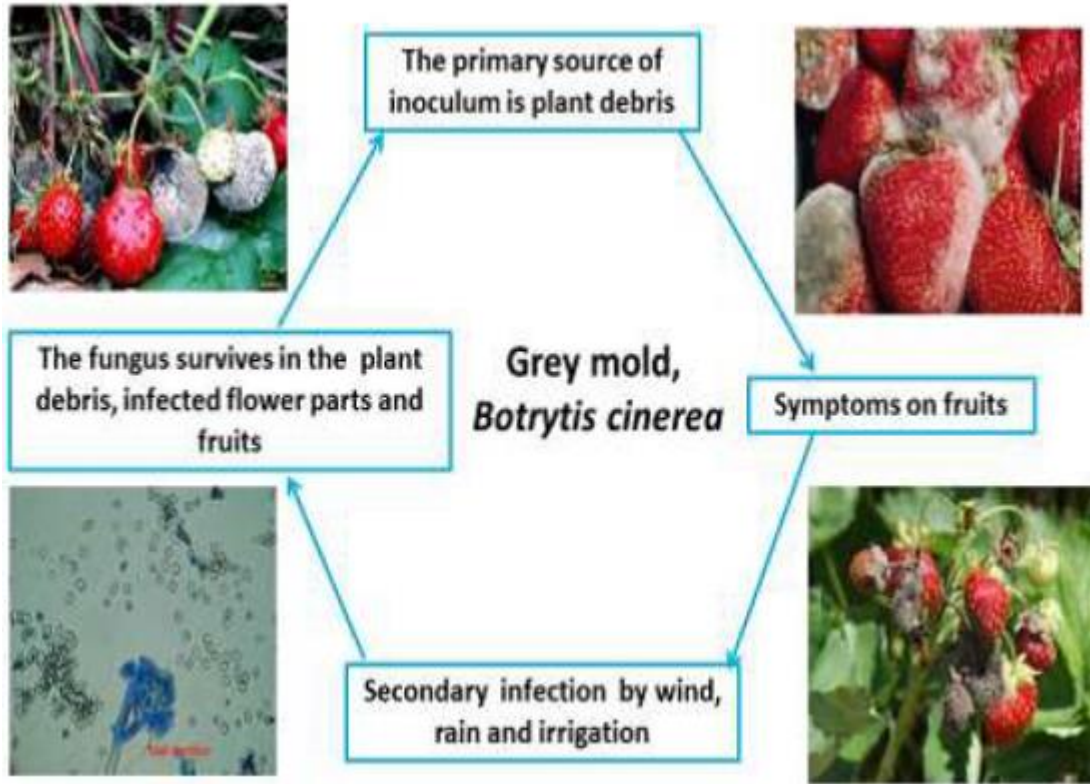 The primary source of
inoculum is plant debris
The fungus survives in the plant
debris, infected flower parts and
fruits
Grey mold,
Botrytis cinerea
Symptoms on fruits
Secondary infection by wind,
rain and irrigation